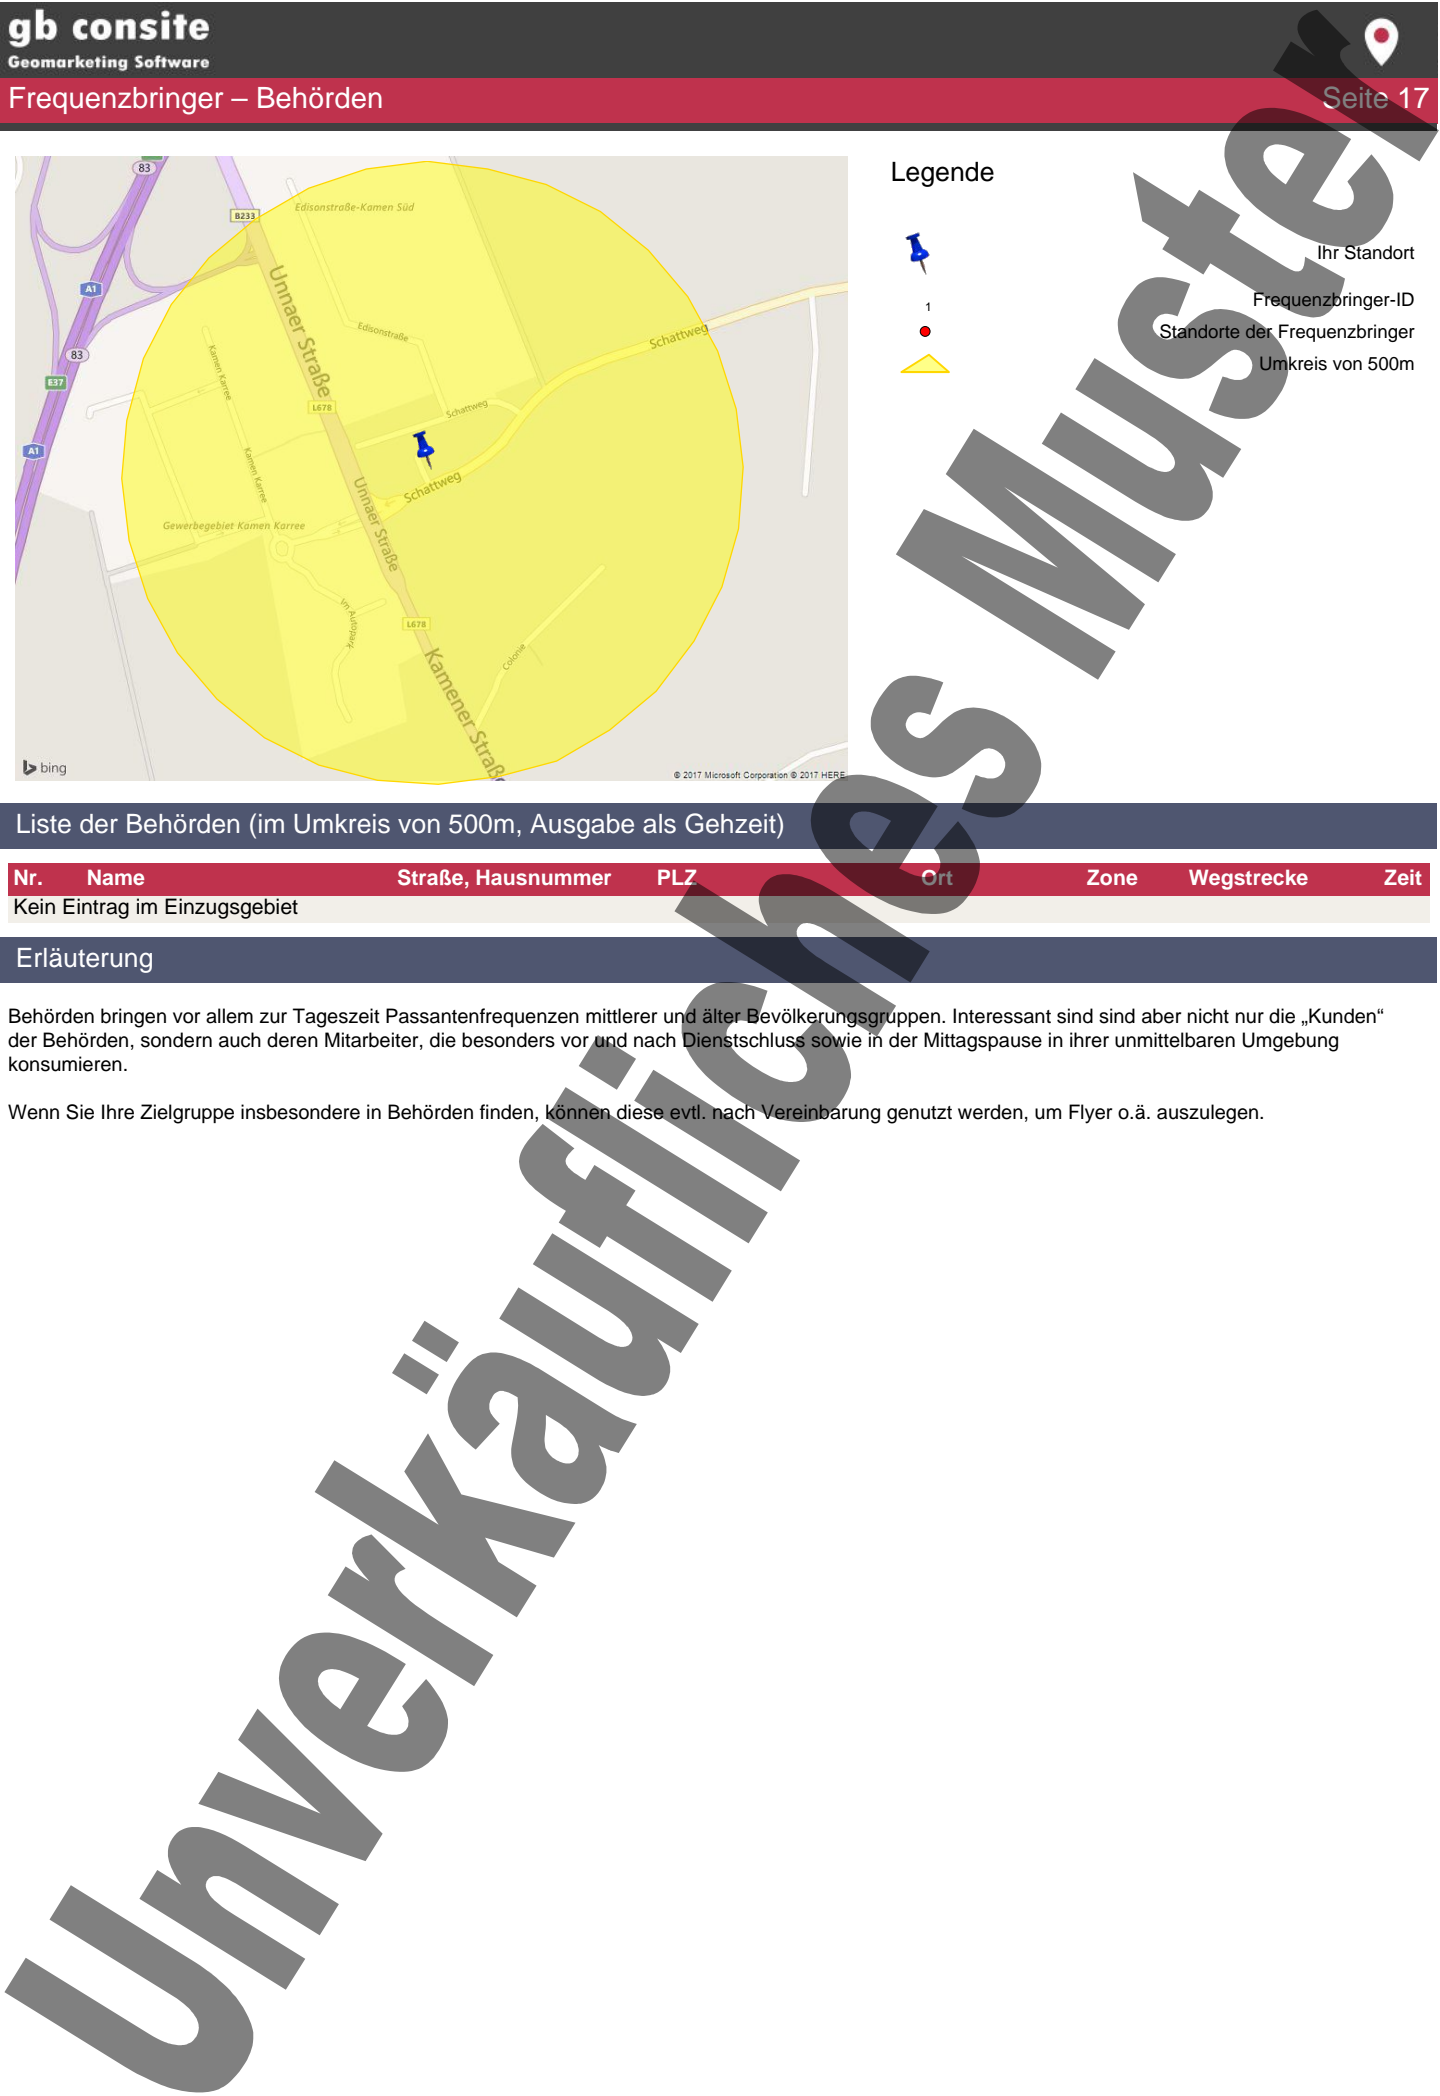 gb consite
Geomarketing Software
Frequenzbringer – Behörden
Seite 17
83
B233
Edisonstraße-Kamen Süd
A1
Unnaer Straße
Edisonstraße
Schattweg
83
Kamen Karree
E37
L678
Schattweg
A1
Kamen Karree
Schattweg
Unnaer Straße
Gewerbegebiet Kamen Karree
Im Autopark
L678
Colonie
Kamener Straße
bing
© 2017 Microsoft Corporation © 2017 HERE
Legende
Ihr Standort
1
Frequenzbringer-ID
Standorte der Frequenzbringer
Umkreis von 500m
Liste der Behörden (im Umkreis von 500m, Ausgabe als Gehzeit)
Nr. Name Straße, Hausnummer PLZ Ort Zone Wegstrecke Zeit
Kein Eintrag im Einzugsgebiet
Erläuterung
Behörden bringen vor allem zur Tageszeit Passantenfrequenzen mittlerer und älter Bevölkerungsgruppen. Interessant sind sind aber nicht nur die „Kunden“
der Behörden, sondern auch deren Mitarbeiter, die besonders vor und nach Dienstschluss sowie in der Mittagspause in ihrer unmittelbaren Umgebung
konsumieren.
Wenn Sie Ihre Zielgruppe insbesondere in Behörden finden, können diese evtl. nach Vereinbarung genutzt werden, um Flyer o.ä. auszulegen.
Unverkäufliches Muster